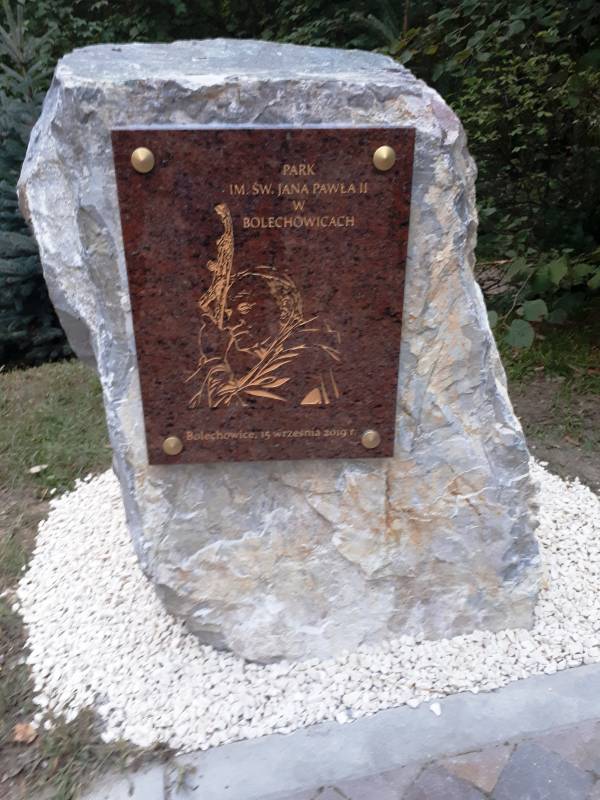 PARK
IM. ŚW. JANA PAWŁA II
W
BOLECHOWICACH
Bolechowice, 15 września 2019 r.